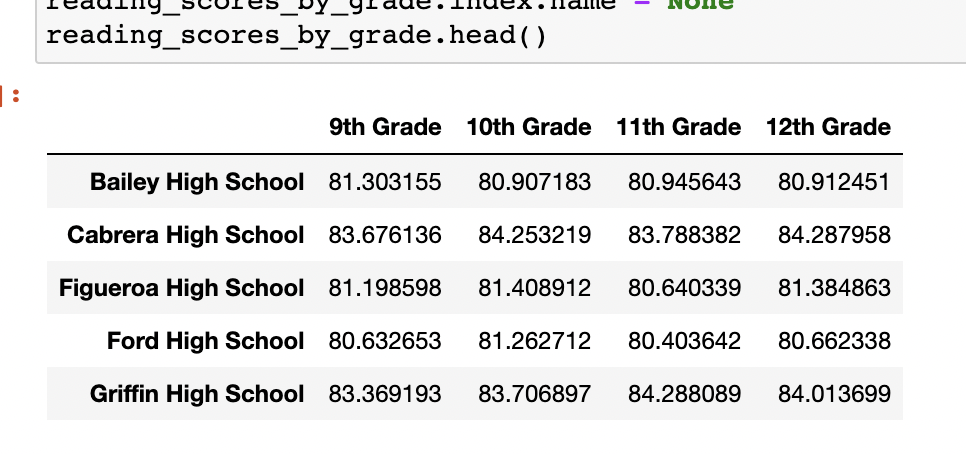 reading_scores_by_grade.index.name = None
reading_scores_by_grade.head()
]:
9th Grade 10th Grade 11th Grade 12th Grade
Bailey High School 81.303155 80.907183 80.945643 80.912451
Cabrera High School 83.676136 84.253219 83.788382 84.287958
Figueroa High School 81.198598 81.408912 80.640339 81.384863
Ford High School 80.632653 81.262712 80.403642 80.662338
Griffin High School 83.369193 83.706897 84.288089 84.013699